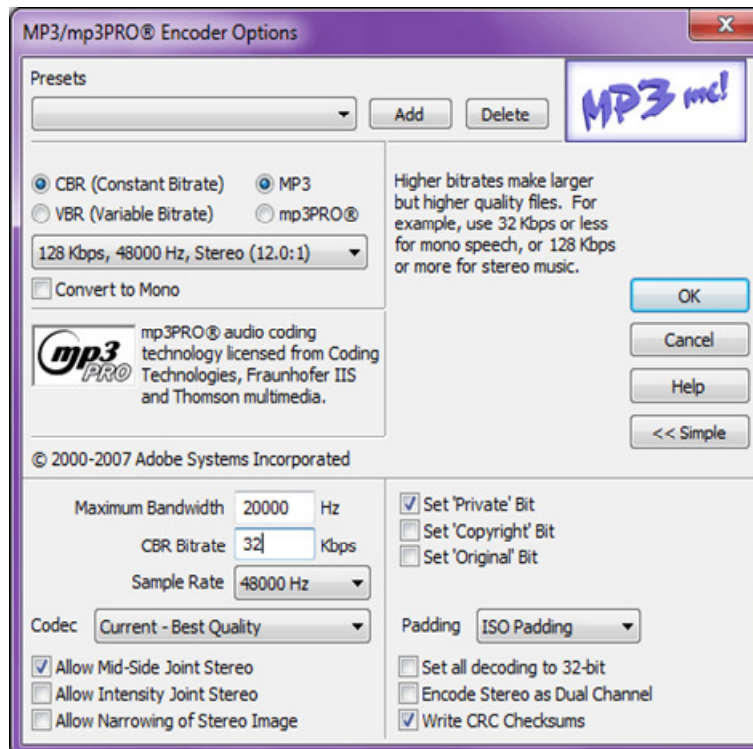 MP3/mp3PRO® Encoder Options
Presets
Add
Delete
MP3 me!
CBR (Constant Bitrate)
MP3
VBR (Variable Bitrate)
mp3PRO®
128 Kbps, 48000 Hz, Stereo (12.0:1)
Convert to Mono
Higher bitrates make larger
but higher quality files. For
example, use 32 Kbps or less
for mono speech, or 128 Kbps
or more for stereo music.
OK
Cancel
Help
<< Simple
mp3
PRO
mp3PRO® audio coding
technology licensed from Coding
Technologies, Fraunhofer IIS
and Thomson multimedia.
© 2000-2007 Adobe Systems Incorporated
Maximum Bandwidth 20000 Hz
CBR Bitrate 32 Kbps
Sample Rate 48000 Hz
Codec Current - Best Quality
Allow Mid-Side Joint Stereo
Allow Intensity Joint Stereo
Allow Narrowing of Stereo Image
Set 'Private' Bit
Set 'Copyright' Bit
Set 'Original' Bit
Padding ISO Padding
Set all decoding to 32-bit
Encode Stereo as Dual Channel
Write CRC Checksums